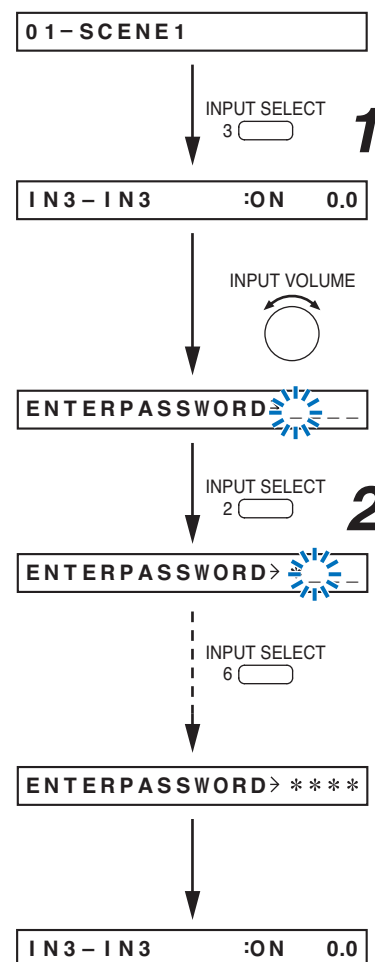 01–SCENE1
INPUT SELECT
3
1
IN3–IN3 :ON 0.0
INPUT VOLUME
ENTERPASSWORD> _ _ _ _
INPUT SELECT
2
2
ENTERPASSWORD> * _ _ _
INPUT SELECT
6
ENTERPASSWORD> ****
IN3–IN3 :ON 0.0